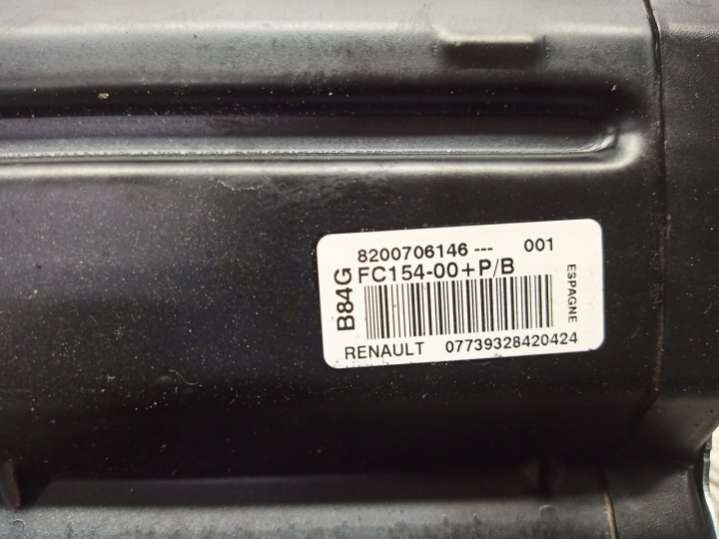 8200706146 --- 001
FC154-00+P/B
B84G
ESPAGNE
RENAULT 07739328420424